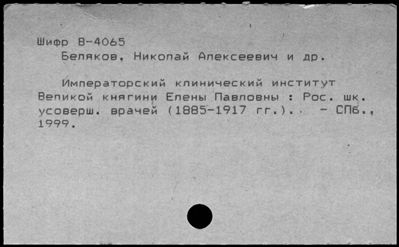 Шифр В-4065
Беляков, Николай Алексеевич и др.
Императорский клинический институт
Великой княгини Елены Павловны : Рос. шк.
усоверш. врачей (1885-1917 гг.).. - СПб.,
1999.